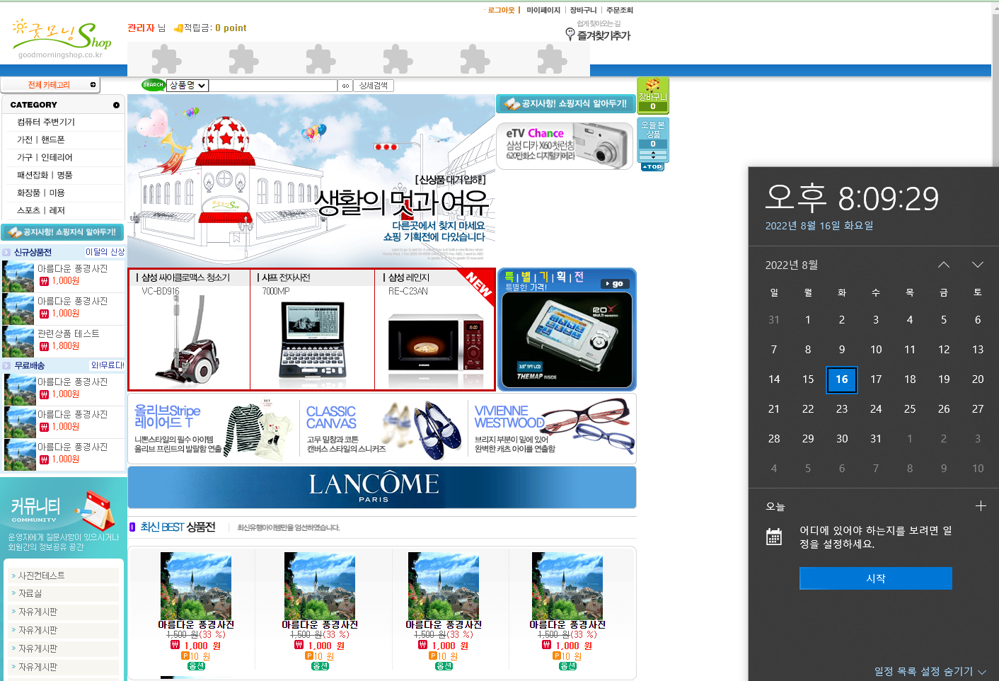 · 로그아웃 | 마이페이지 | 장바구니 | 주문조회
굿모닝 Shop
goodmorningshop.co.kr
관리자 님 적립금: 0 point
쉽게 찾아오는 길
즐겨찾기추가
전체 카테고리
SEARCH 상품명 GO 상세검색
CATEGORY
컴퓨터 주변기기
가전 | 핸드폰
가구 | 인테리어
패션잡화 | 명품
화장품 | 미용
스포츠 | 레저
공지사항! 쇼핑지식 알아두기!
신규상품전 이달의 신상
아름다운 풍경사진
₩ 1,000원
아름다운 풍경사진
₩ 1,000원
관련상품 테스트
₩ 1,800원
무료배송 와!무료다!
아름다운 풍경사진
₩ 1,000원
아름다운 풍경사진
₩ 1,000원
아름다운 풍경사진
₩ 1,000원
커뮤니티
COMMUNITY
운영자에게 질문사항이 있으시거나
회원간의 정보공유 공간
» 사진컨테스트
» 자료실
» 자유게시판
» 자유게시판
» 자유게시판
» 자유게시판
굿모닝Shop
[신상품 대거 입하!]
생활의 멋과 여유
다른곳에서 찾지 마세요
쇼핑 기획전에 다있습니다
공지사항! 쇼핑지식 알아두기!
eTV Chance
삼성 디카 X60 첫런칭
620만화소 디지털카메라
장바구니
0
오늘 본
상품
0
▲TOP
| 삼성 싸이클로맥스 청소기
VC-BD916
| 샤프 전자사전
7000MP
| 삼성 레인지
RE-C23AN
NEW
특 | 별 | 기 | 획 | 전
특별한 가격!
go
3.5" TFT LCD
THEMAP INSIDE
올리브Stripe
레이어드 T
니쁜스타일의 필수 아이템
올리브 프린트의 발랄함 연출
SET
CLASSIC
CANVAS
고무 밑창과 코튼
캔버스 스타일의 스니커즈
VIVIENNE
WESTWOOD
브리지 부분이 밑에 있어
완벽한 캐츠 아이를 연출함
LANCÔME
PARIS
최신 BEST 상품전 | 최신유행아이템만을 엄선하였습니다.
아름다운 풍경사진 아름다운 풍경사진 아름다운 풍경사진 아름다운 풍경사진
1,500 원(33 %) 1,500 원(33 %) 1,500 원(33 %) 1,500 원(33 %)
₩ 1,000 원 ₩ 1,000 원 ₩ 1,000 원 ₩ 1,000 원
P10 원 P10 원 P10 원 P10 원
옵션 옵션 옵션 옵션
오후 8:09:29
2022년 8월 16일 화요일
2022년 8월
일 월 화 수 목 금 토
31 1 2 3 4 5 6
7 8 9 10 11 12 13
14 15 16 17 18 19 20
21 22 23 24 25 26 27
28 29 30 31 1 2 3
4 5 6 7 8 9 10
오늘
어디에 있어야 하는지를 보려면 일
정을 설정하세요.
시작
일정 목록 설정 숨기기